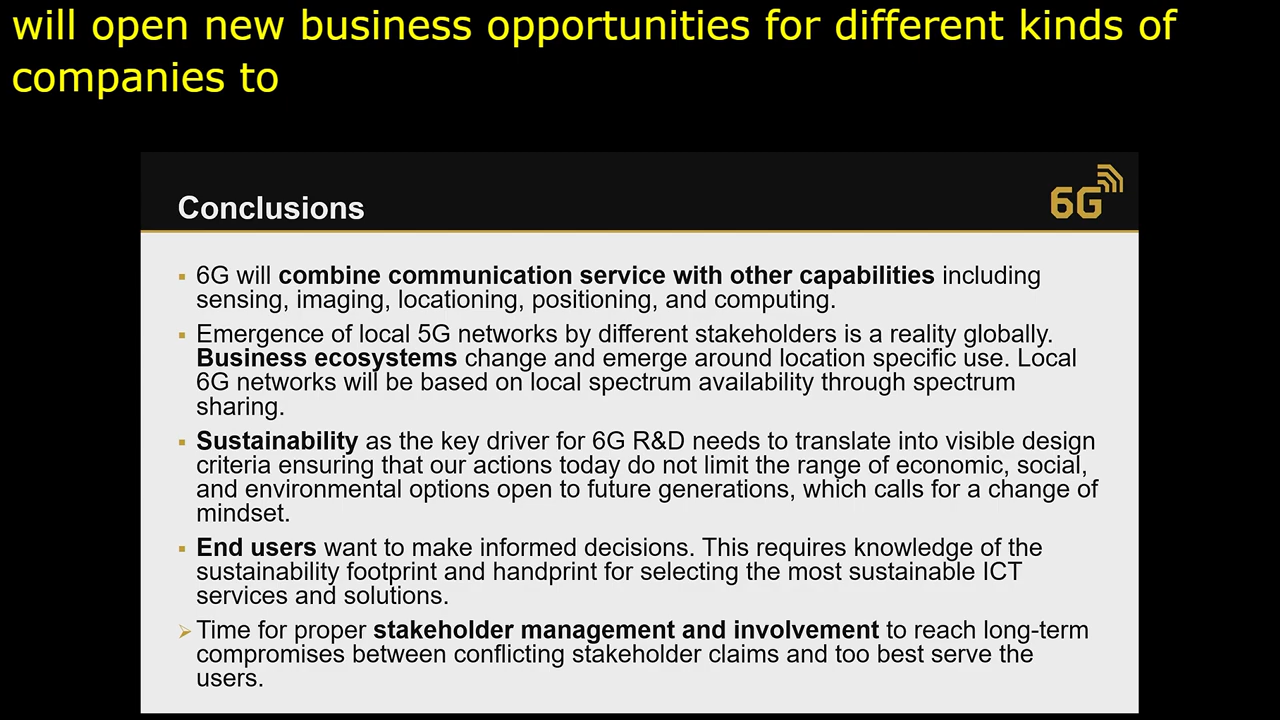 will open new business opportunities for different kinds of
companies to
6G
Conclusions
6G will combine communication service with other capabilities including
sensing, imaging, locationing, positioning, and computing.
Emergence of local 5G networks by different stakeholders is a reality globally.
Business ecosystems change and emerge around location specific use. Local
6G networks will be based on local spectrum availability through spectrum
sharing.
Sustainability as the key driver for 6G R&D needs to translate into visible design
criteria ensuring that our actions today do not limit the range of economic, social,
and environmental options open to future generations, which calls for a change of
mindset.
End users want to make informed decisions. This requires knowledge of the
sustainability footprint and handprint for selecting the most sustainable ICT
services and solutions.
Time for proper stakeholder management and involvement to reach long-term
compromises between conflicting stakeholder claims and too best serve the
users.